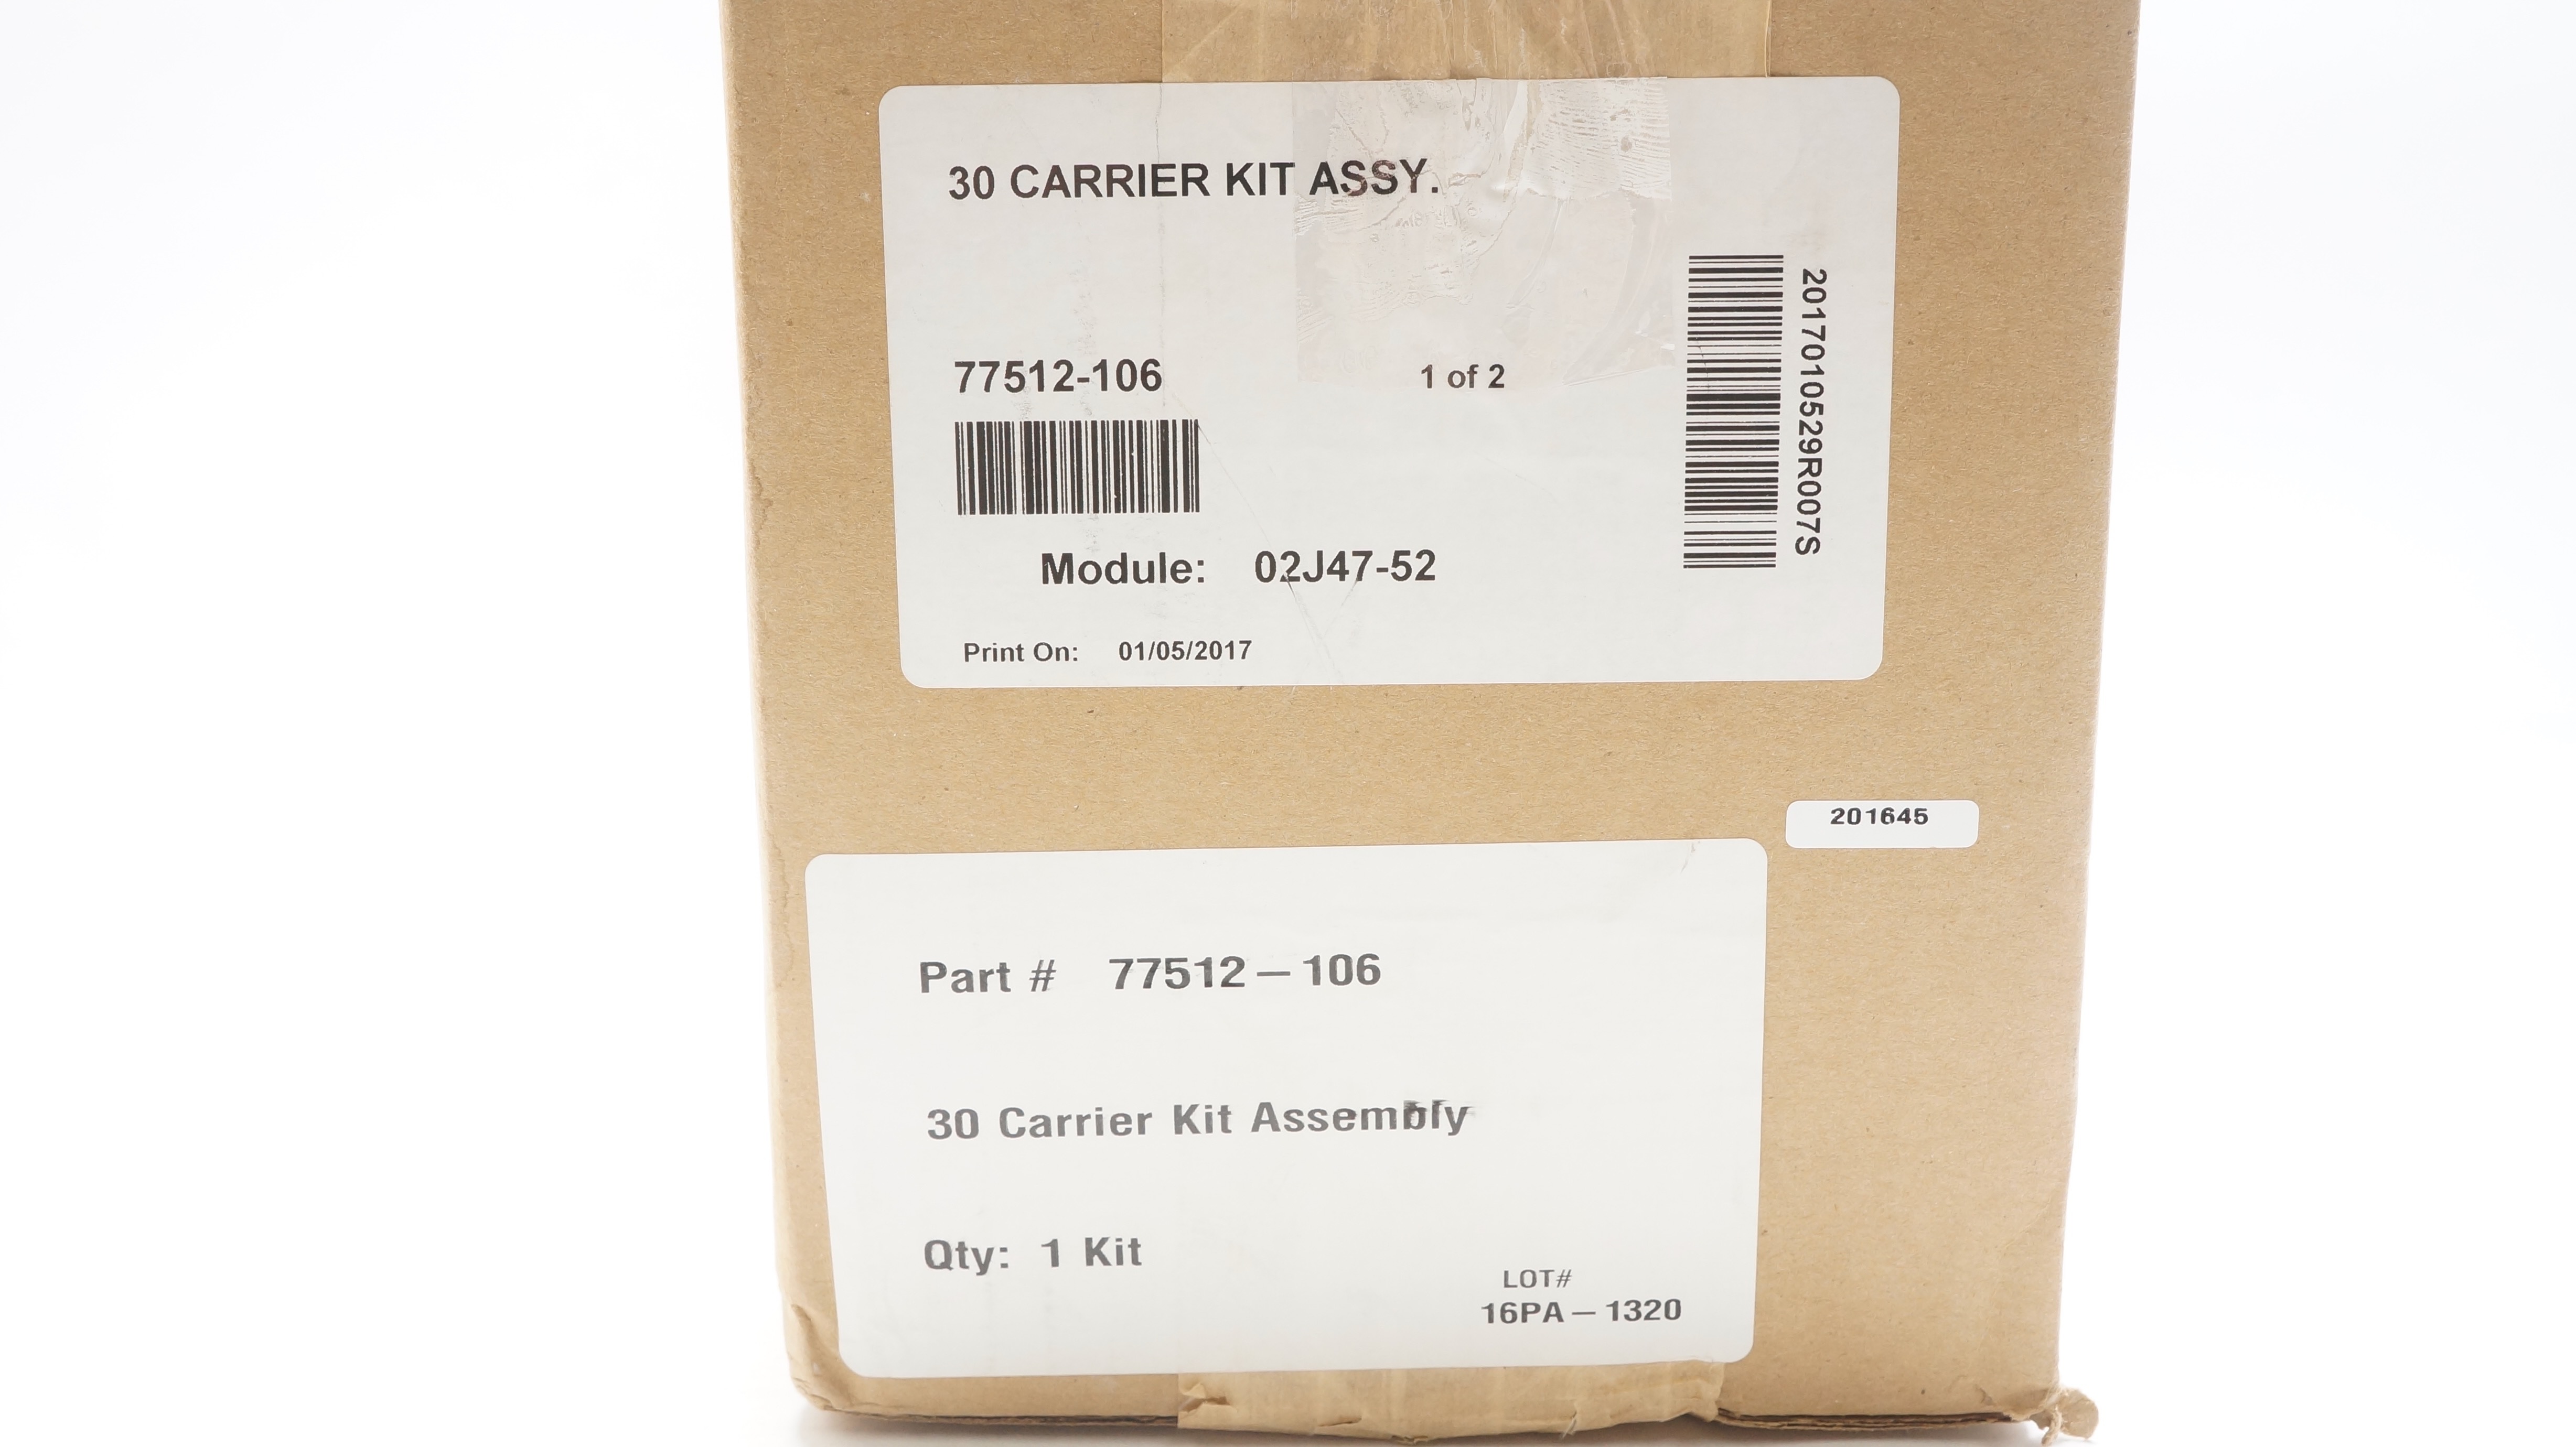 30 CARRIER KIT ASSY.
77512-106
1 of 2
2017010529R007S
Module: 02J47-52
Print On: 01/05/2017
201645
Part # 77512-106
30 Carrier Kit Assembly
Qty: 1 Kit
LOT#
16PA-1320